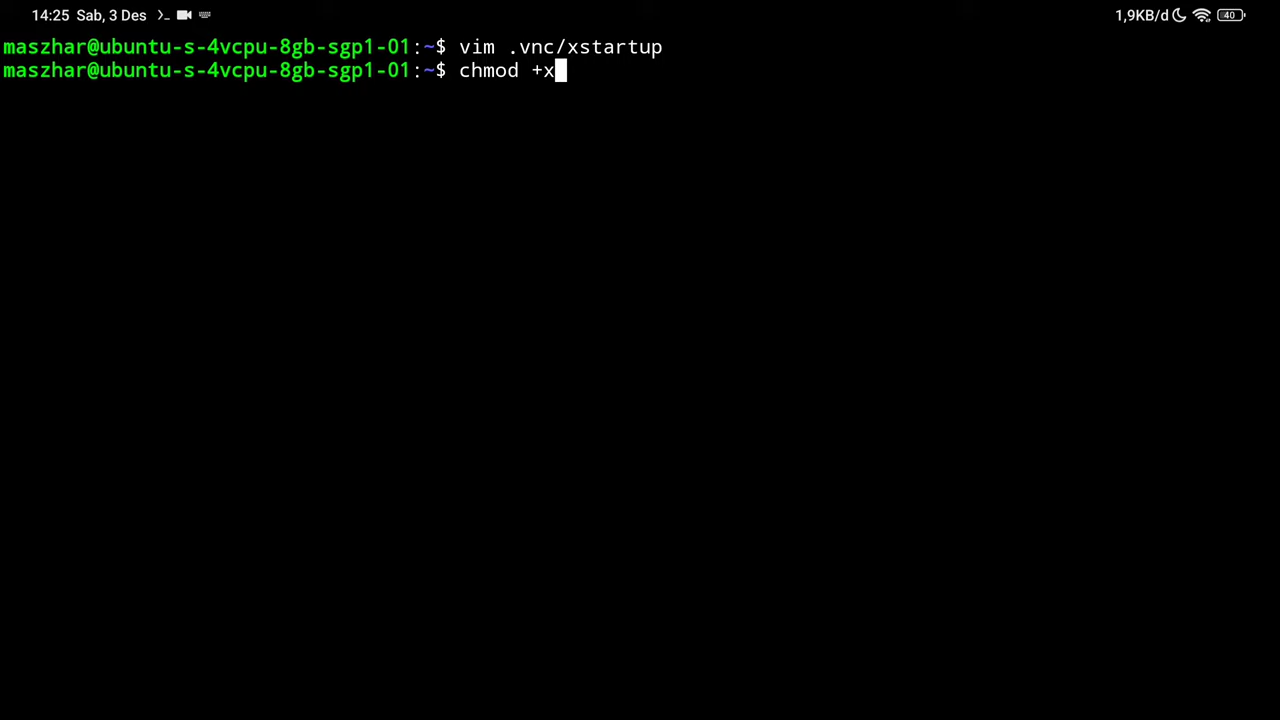 14:25 Sab, 3 Des 1,9KB/d 40
maszhar@ubuntu-s-4vcpu-8gb-sgp1-01:~$ vim .vnc/xstartup
maszhar@ubuntu-s-4vcpu-8gb-sgp1-01:~$ chmod +x